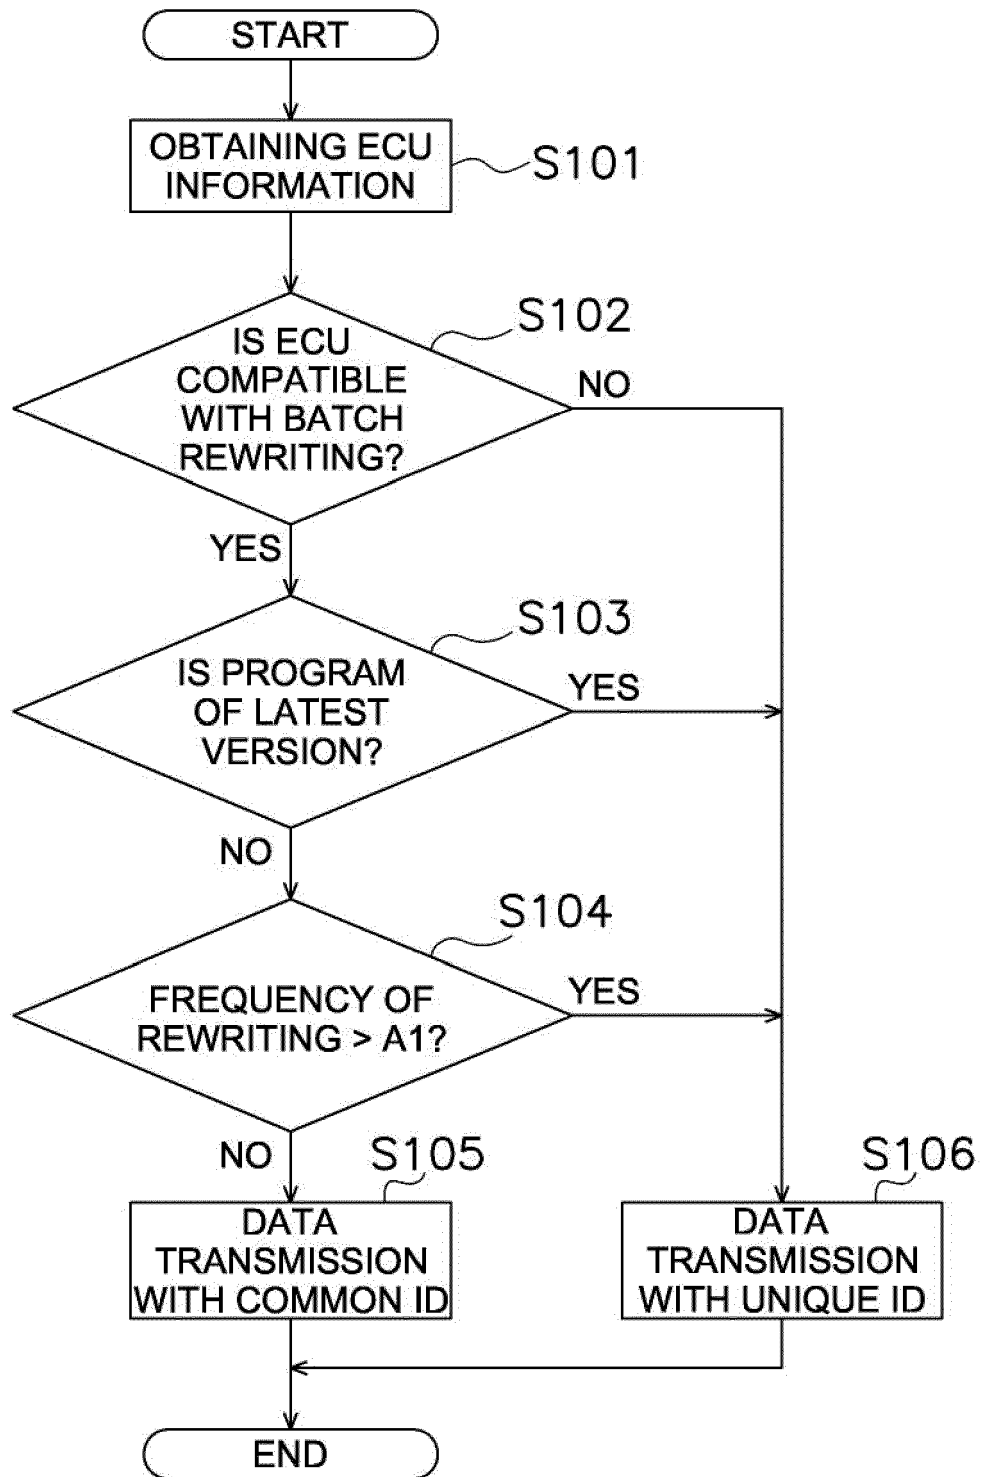 START
OBTAINING ECU
INFORMATION
S101
S102
IS ECU
COMPATIBLE
WITH BATCH
REWRITING?
NO
YES
S103
IS PROGRAM
OF LATEST
VERSION?
YES
NO
S104
FREQUENCY OF
REWRITING > A1?
YES
NO
S105
DATA
TRANSMISSION
WITH COMMON ID
S106
DATA
TRANSMISSION
WITH UNIQUE ID
END